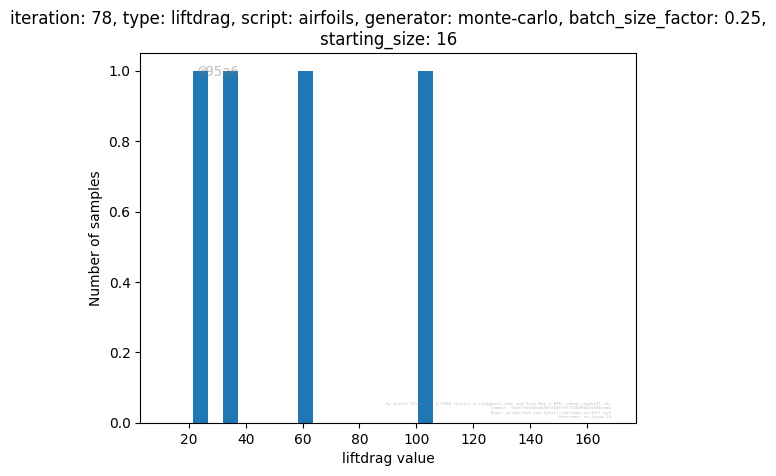 iteration: 78, type: liftdrag, script: airfoils, generator: monte-carlo, batch_size_factor: 0.25,
starting_size: 16
@95a6
1.0
0.8
0.6
0.4
0.2
0.0
Number of samples
20 40 60 80 100 120 140 160
liftdrag value